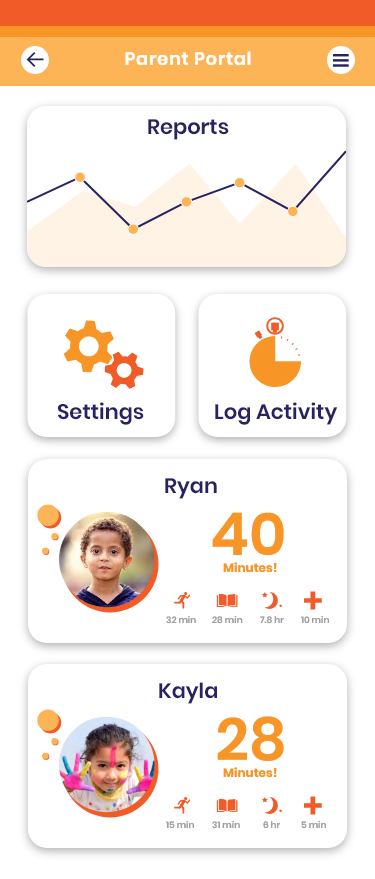 Parent Portal
Reports
Settings
Log Activity
Ryan
40
Minutes!
32 min 28 min 7.8 hr 10 min
Kayla
28
Minutes!
15 min 31 min 6 hr 5 min